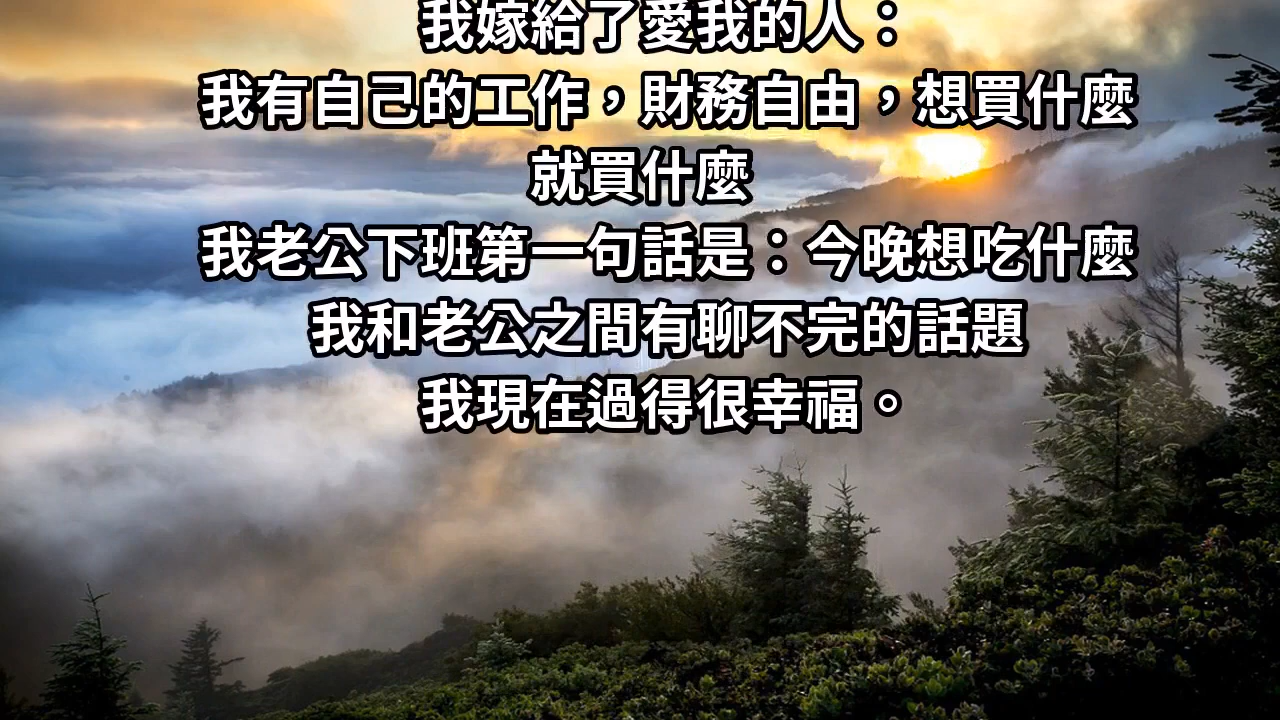 我嫁給了愛我的人：
我有自己的工作，財務自由，想買什麼
就買什麼
我老公下班第一句話是：今晚想吃什麼
我和老公之間有聊不完的話題
我現在過得很幸福。